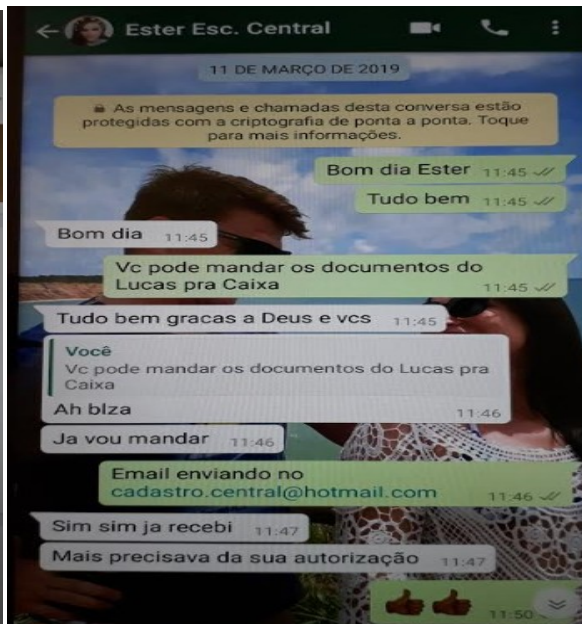 Ester Esc. Central
11 DE MARÇO DE 2019
As mensagens e chamadas desta conversa estão
protegidas com a criptografia de ponta a ponta. Toque
para mais informações.
Bom dia Ester 11:45
Tudo bem 11:45
Bom dia 11:45
Vc pode mandar os documentos do
Lucas pra Caixa 11:45
Tudo bem gracas a Deus e vcs 11:45
Você
Vc pode mandar os documentos do Lucas pra
Caixa
Ah blza 11:46
Ja vou mandar 11:46
Email enviando no
cadastro.central@hotmail.com 11:46
Sim sim ja recebi 11:47
Mais precisava da sua autorização 11:47
11:50